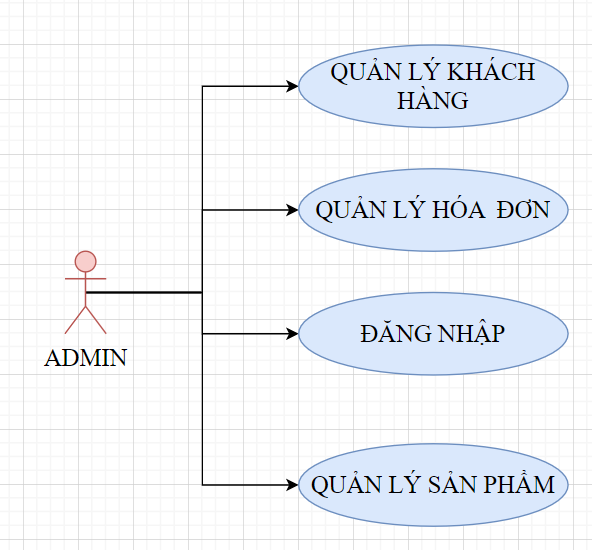 QUẢN LÝ KHÁCH
HÀNG
QUẢN LÝ HÓA ĐƠN
ĐĂNG NHẬP
ADMIN
QUẢN LÝ SẢN PHẨM